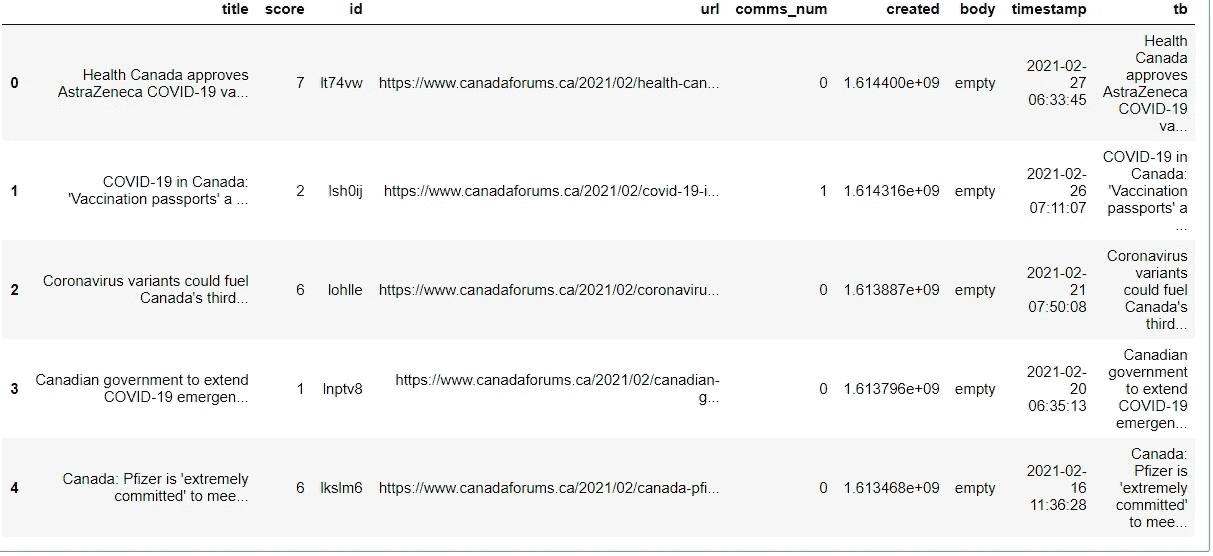 title score id url comms_num created body timestamp tb
0 Health Canada approves AstraZeneca COVID-19 va... 7 lt74vw https://www.canadaforums.ca/2021/02/health-can... 0 1.614400e+09 empty 2021-02-27 06:33:45 Health Canada approves AstraZeneca COVID-19 va...
1 COVID-19 in Canada: 'Vaccination passports' a ... 2 lsh0ij https://www.canadaforums.ca/2021/02/covid-19-i... 1 1.614316e+09 empty 2021-02-26 07:11:07 COVID-19 in Canada: 'Vaccination passports' a ...
2 Coronavirus variants could fuel Canada's third... 6 lohlle https://www.canadaforums.ca/2021/02/coronaviru... 0 1.613887e+09 empty 2021-02-21 07:50:08 Coronavirus variants could fuel Canada's third...
3 Canadian government to extend COVID-19 emergen... 1 lnptv8 https://www.canadaforums.ca/2021/02/canadian-g... 0 1.613796e+09 empty 2021-02-20 06:35:13 Canadian government to extend COVID-19 emergen...
4 Canada: Pfizer is 'extremely committed' to mee... 6 lkslm6 https://www.canadaforums.ca/2021/02/canada-pfi... 0 1.613468e+09 empty 2021-02-16 11:36:28 Canada: Pfizer is 'extremely committed' to mee...